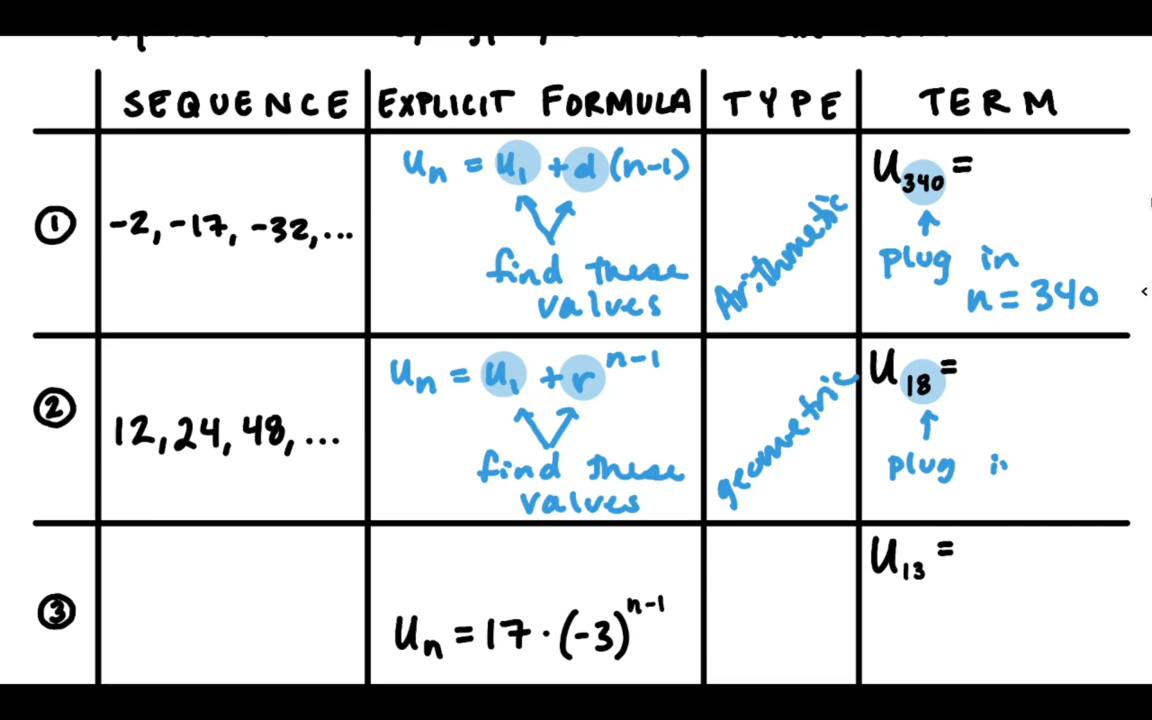 SEQUENCE EXPLICIT FORMULA TYPE TERM
① -2, -17, -32, ...
uₙ = u₁ + d (n-1)
find these
values
Arithmetic
U₃₄₀ =
plug in
n = 340
② 12, 24, 48, ...
uₙ = u₁ + r^(n-1)
find these
values
geometric
U₁₈ =
plug i
③
Uₙ = 17 · (-3)^(n-1)
U₁₃ =